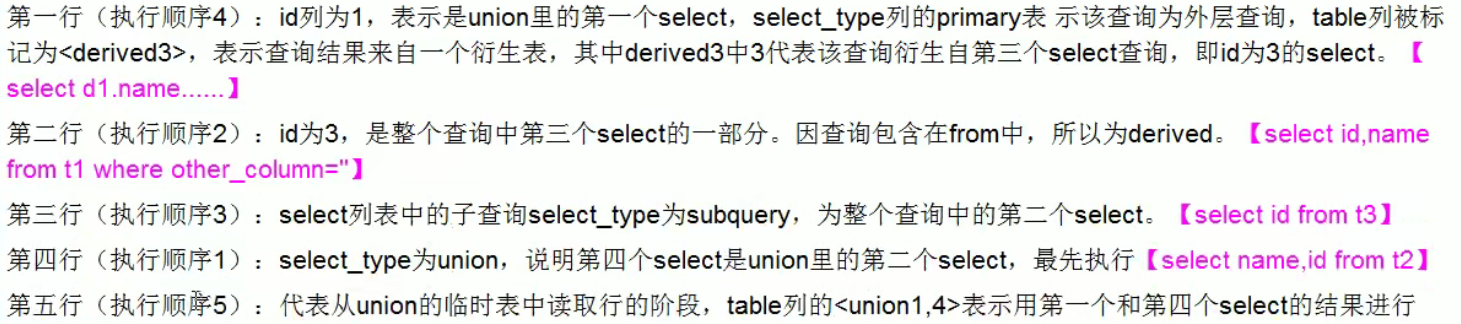 第一行（执行顺序4）：id列为1，表示是union里的第一个select，select_type列的primary表 示该查询为外层查询，table列被标
记为<derived3>，表示查询结果来自一个衍生表，其中derived3中3代表该查询衍生自第三个select查询，即id为3的select。【
select d1.name......】
第二行（执行顺序2）：id为3，是整个查询中第三个select的一部分。因查询包含在from中，所以为derived。【select id,name
from t1 where other_column=''】
第三行（执行顺序3）：select列表中的子查询select_type为subquery，为整个查询中的第二个select。【select id from t3】
第四行（执行顺序1）：select_type为union，说明第四个select是union里的第二个select，最先执行【select name,id from t2】
第五行（执行顺序5）：代表从union的临时表中读取行的阶段，table列的<union1,4>表示用第一个和第四个select的结果进行